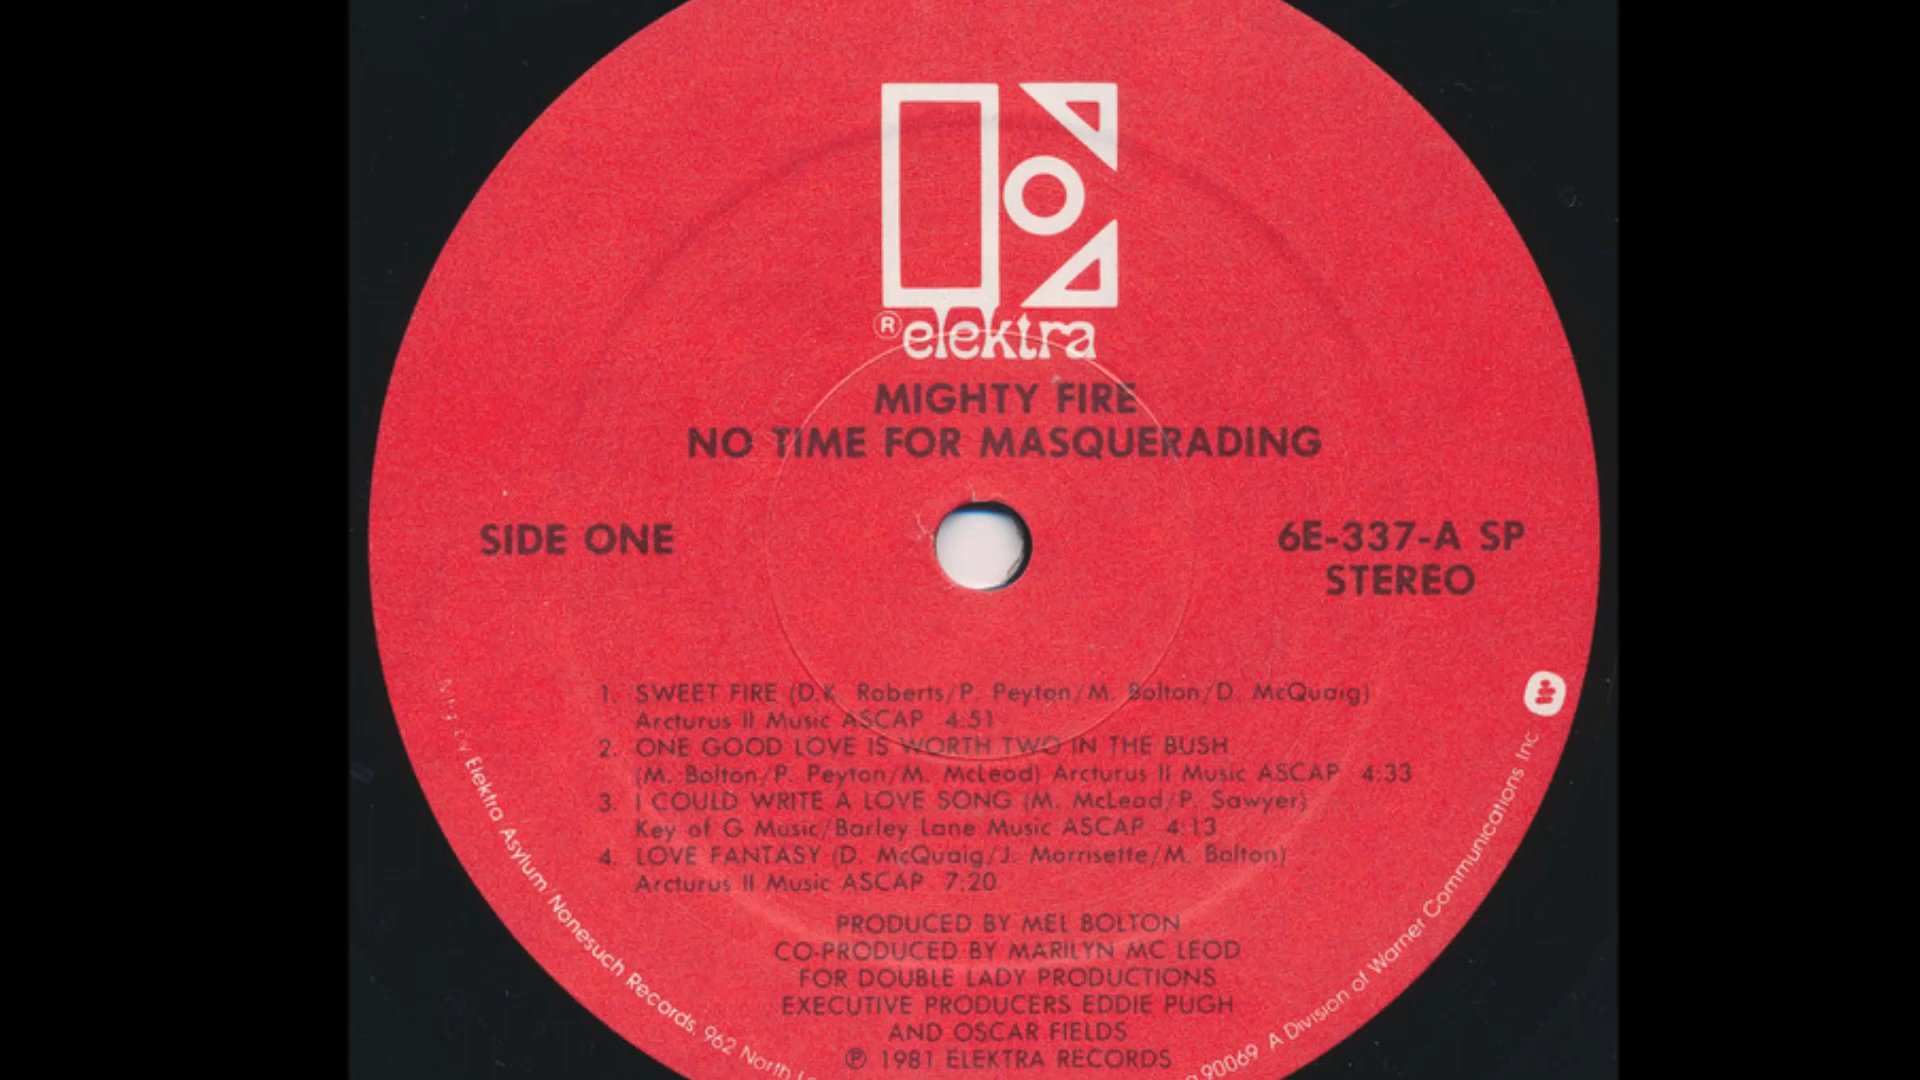 ® elektra
MIGHTY FIRE
NO TIME FOR MASQUERADING
SIDE ONE
6E-337-A SP
STEREO
1. SWEET FIRE (D.K. Roberts/P. Peyton/M. Bolton/D. McQuaig)
Arcturus II Music ASCAP 4:51
2. ONE GOOD LOVE IS WORTH TWO IN THE BUSH
(M. Bolton/P. Peyton/M. McLeod) Arcturus II Music ASCAP 4:33
3. I COULD WRITE A LOVE SONG (M. McLeod/P. Sawyer)
Key of G Music/Barley Lane Music ASCAP 4:13
4. LOVE FANTASY (D. McQuaig/J. Morrisette/M. Bolton)
Arcturus II Music ASCAP 7:20
PRODUCED BY MEL BOLTON
CO-PRODUCED BY MARILYN MC LEOD
FOR DOUBLE LADY PRODUCTIONS
EXECUTIVE PRODUCERS EDDIE PUGH
AND OSCAR FIELDS
℗ 1981 ELEKTRA RECORDS
Mfg by Elektra/Asylum/Nonesuch Records, 962 North
90069 A Division of Warner Communications Inc.